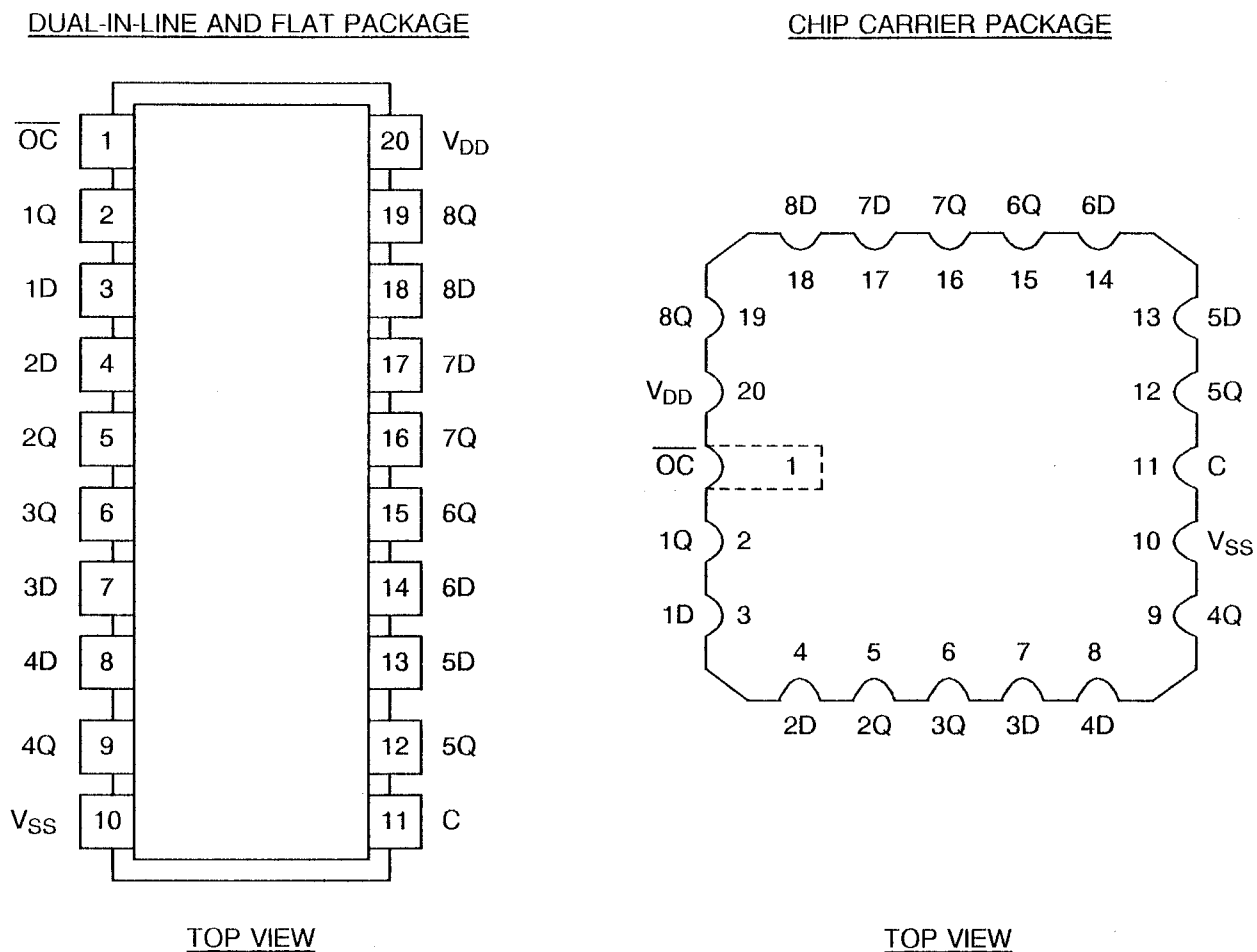 DUAL-IN-LINE AND FLAT PACKAGE
O̅C̅ 1 20 VDD
1Q 2 19 8Q
1D 3 18 8D
2D 4 17 7D
2Q 5 16 7Q
3Q 6 15 6Q
3D 7 14 6D
4D 8 13 5D
4Q 9 12 5Q
VSS 10 11 C
TOP VIEW
CHIP CARRIER PACKAGE
8D 7D 7Q 6Q 6D
18 17 16 15 14
8Q 19 13 5D
VDD 20 12 5Q
O̅C̅ 1 11 C
1Q 2 10 VSS
1D 3 9 4Q
4 5 6 7 8
2D 2Q 3Q 3D 4D
TOP VIEW